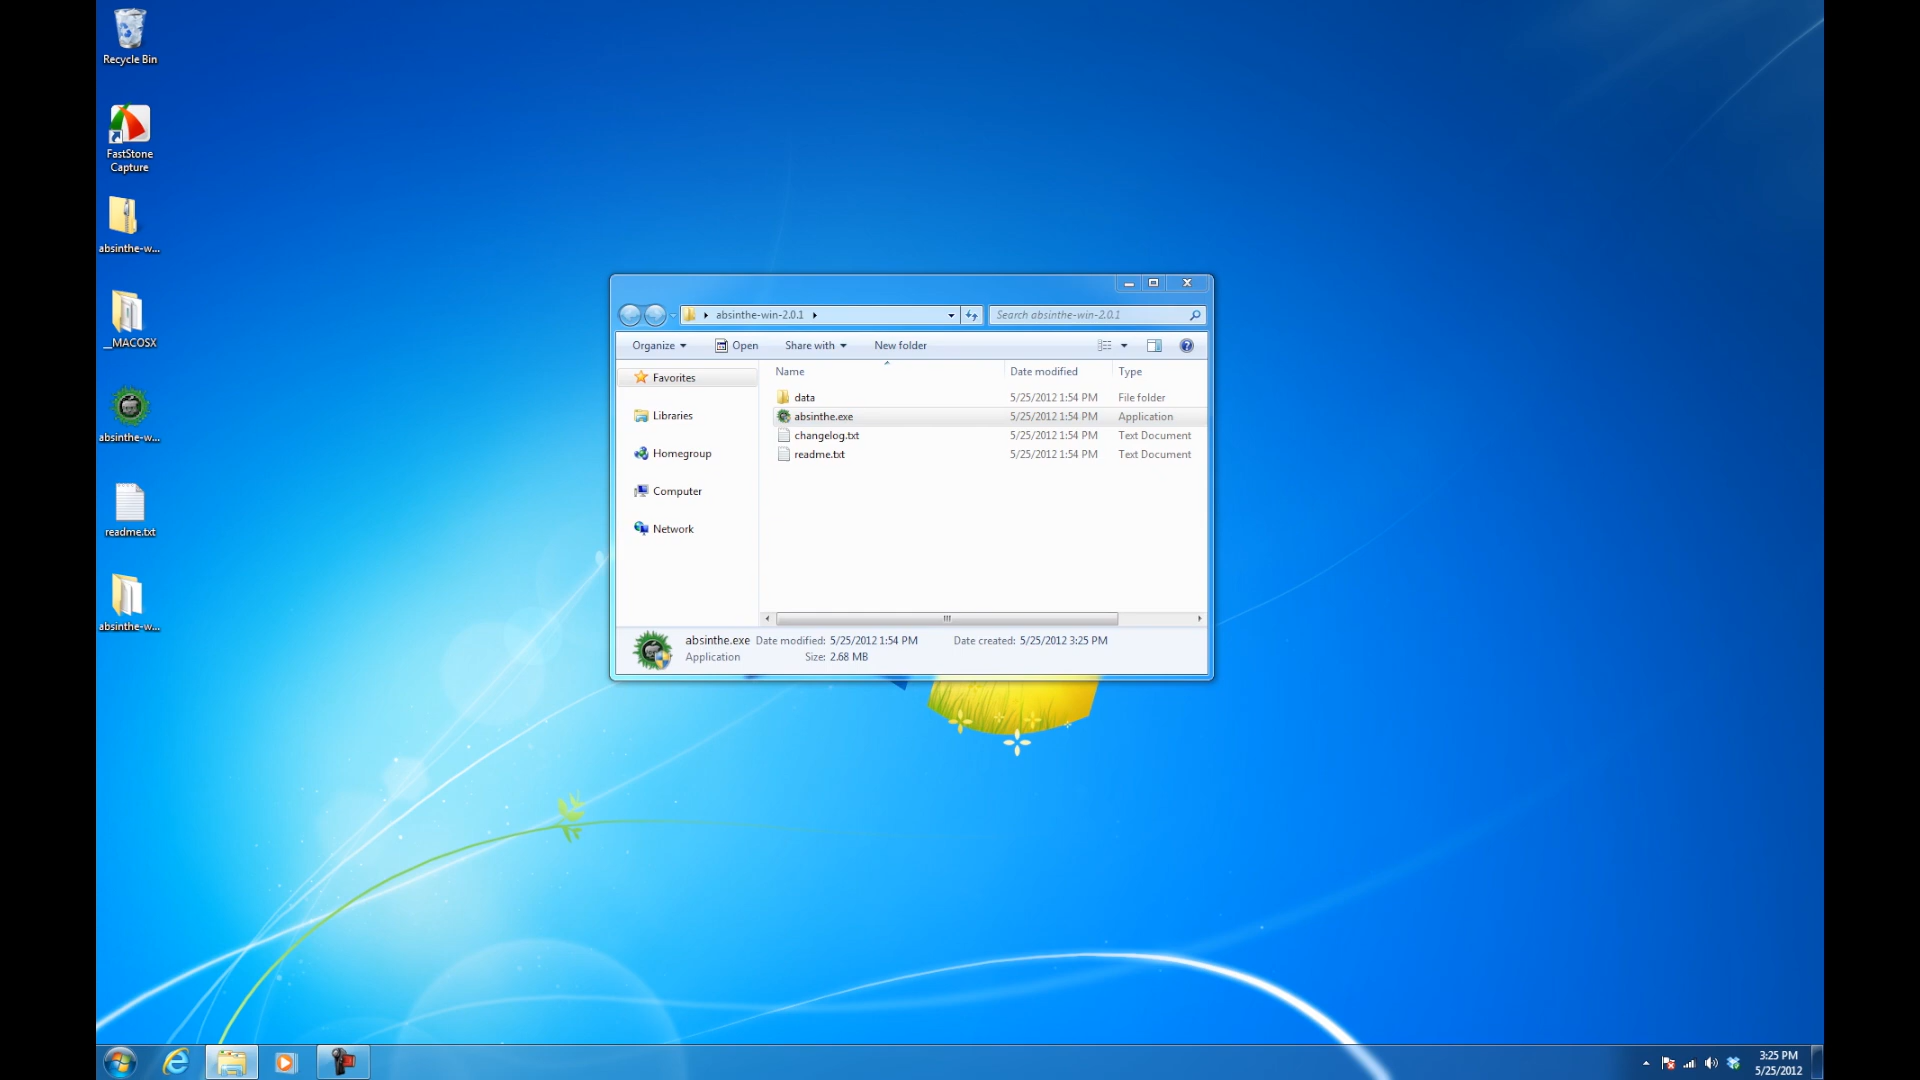 Recycle Bin
FastStone
Capture
absinthe-w...
__MACOSX
absinthe-w...
readme.txt
absinthe-w...
absinthe-win-2.0.1
Search absinthe-win-2.0.1
Organize Open Share with New folder
Favorites
Libraries
Homegroup
Computer
Network
Name Date modified Type
data 5/25/2012 1:54 PM File folder
absinthe.exe 5/25/2012 1:54 PM Application
changelog.txt 5/25/2012 1:54 PM Text Document
readme.txt 5/25/2012 1:54 PM Text Document
absinthe.exe Date modified: 5/25/2012 1:54 PM Date created: 5/25/2012 3:25 PM
Application Size: 2.68 MB
3:25 PM
5/25/2012